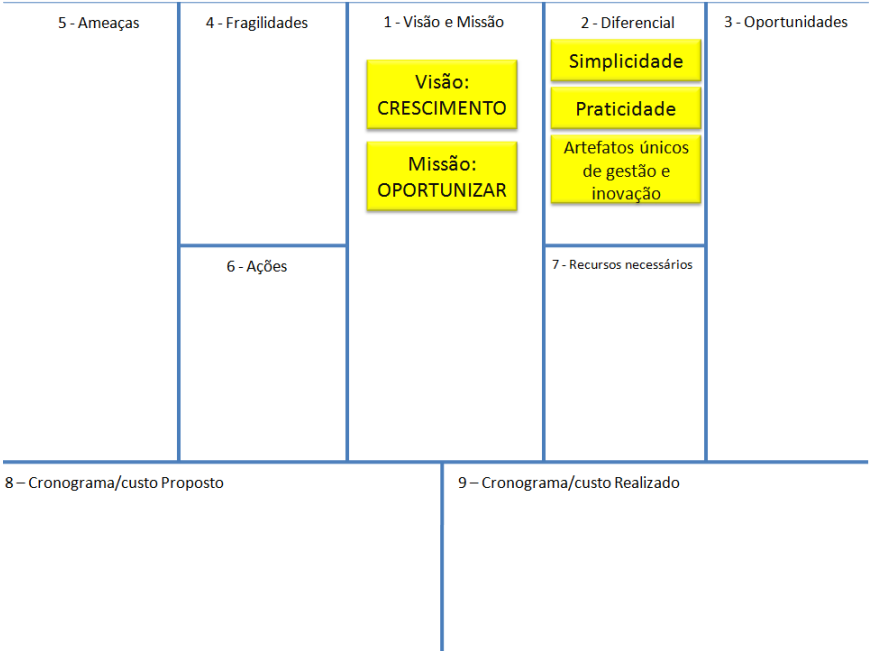 5 - Ameaças
4 - Fragilidades
1 - Visão e Missão
2 - Diferencial
3 - Oportunidades
Visão:
CRESCIMENTO
Missão:
OPORTUNIZAR
Simplicidade
Praticidade
Artefatos únicos
de gestão e
inovação
6 - Ações
7 - Recursos necessários
8 – Cronograma/custo Proposto
9 – Cronograma/custo Realizado